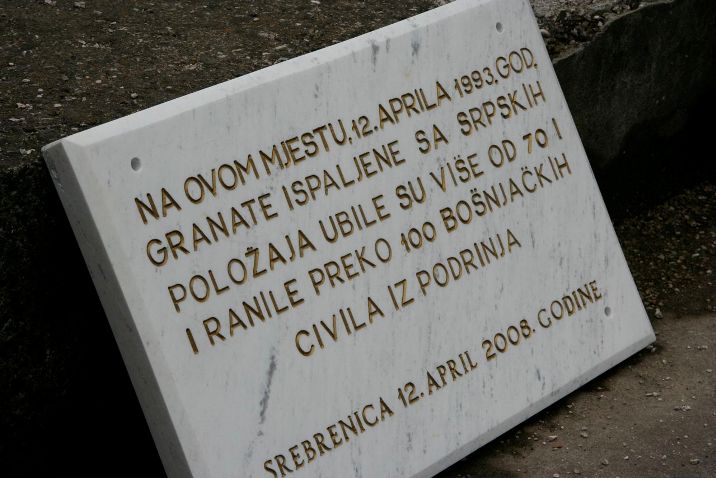 NA OVOM MJESTU, 12. APRILA 1993. GOD.
GRANATE ISPALJENE SA SRPSKIH
POLOŽAJA UBILE SU VIŠE OD 70 I
I RANILE PREKO 100 BOŠNJAČKIH
CIVILA IZ PODRINJA
SREBRENICA 12. APRIL 2008. GODINE.